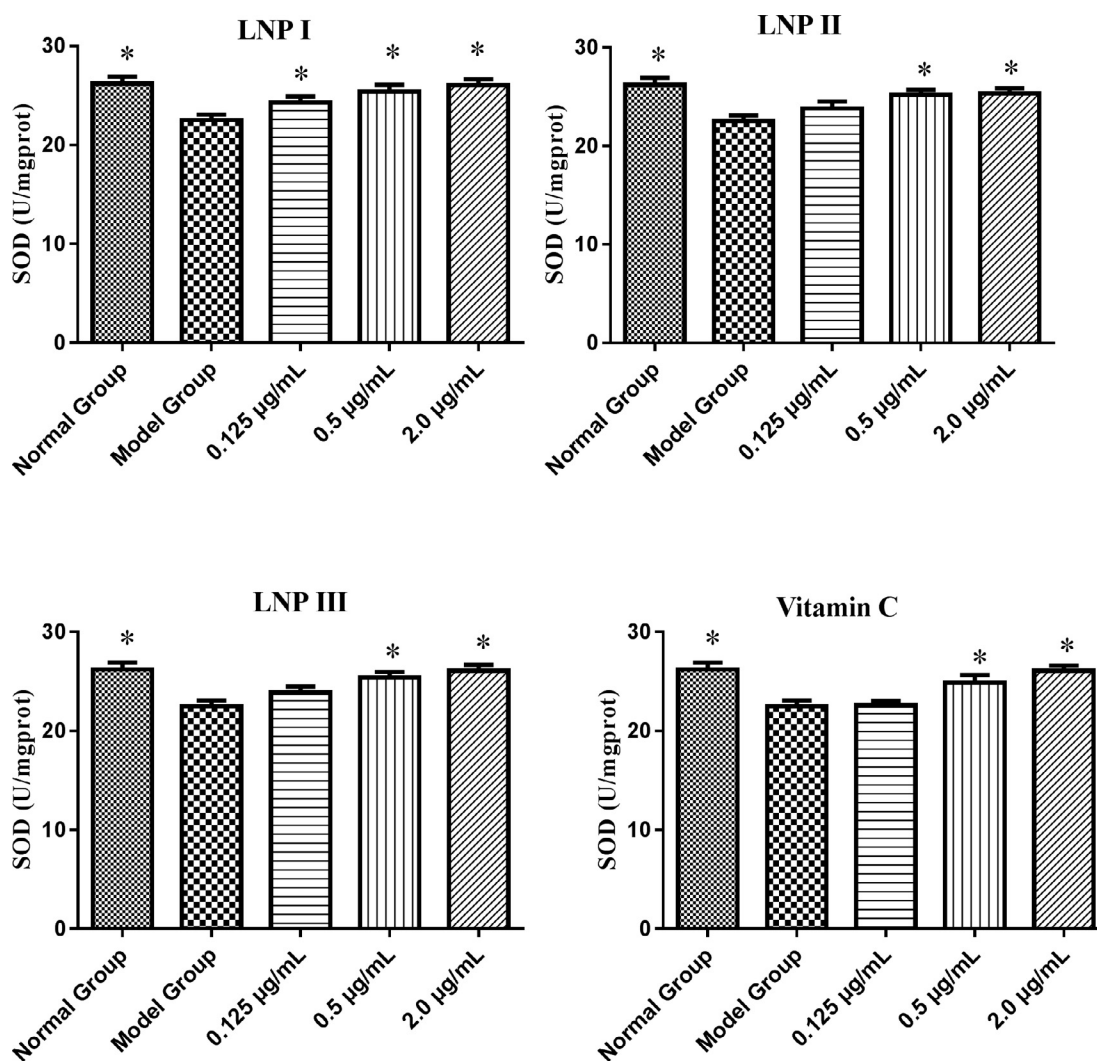 LNP I
SOD (U/mgprot)
30
20
10
0
* * * *
Normal Group
Model Group
0.125 µg/mL
0.5 µg/mL
2.0 µg/mL
LNP II
SOD (U/mgprot)
30
20
10
0
* * *
Normal Group
Model Group
0.125 µg/mL
0.5 µg/mL
2.0 µg/mL
LNP III
SOD (U/mgprot)
30
20
10
0
* * *
Normal Group
Model Group
0.125 µg/mL
0.5 µg/mL
2.0 µg/mL
Vitamin C
SOD (U/mgprot)
30
20
10
0
* * *
Normal Group
Model Group
0.125 µg/mL
0.5 µg/mL
2.0 µg/mL